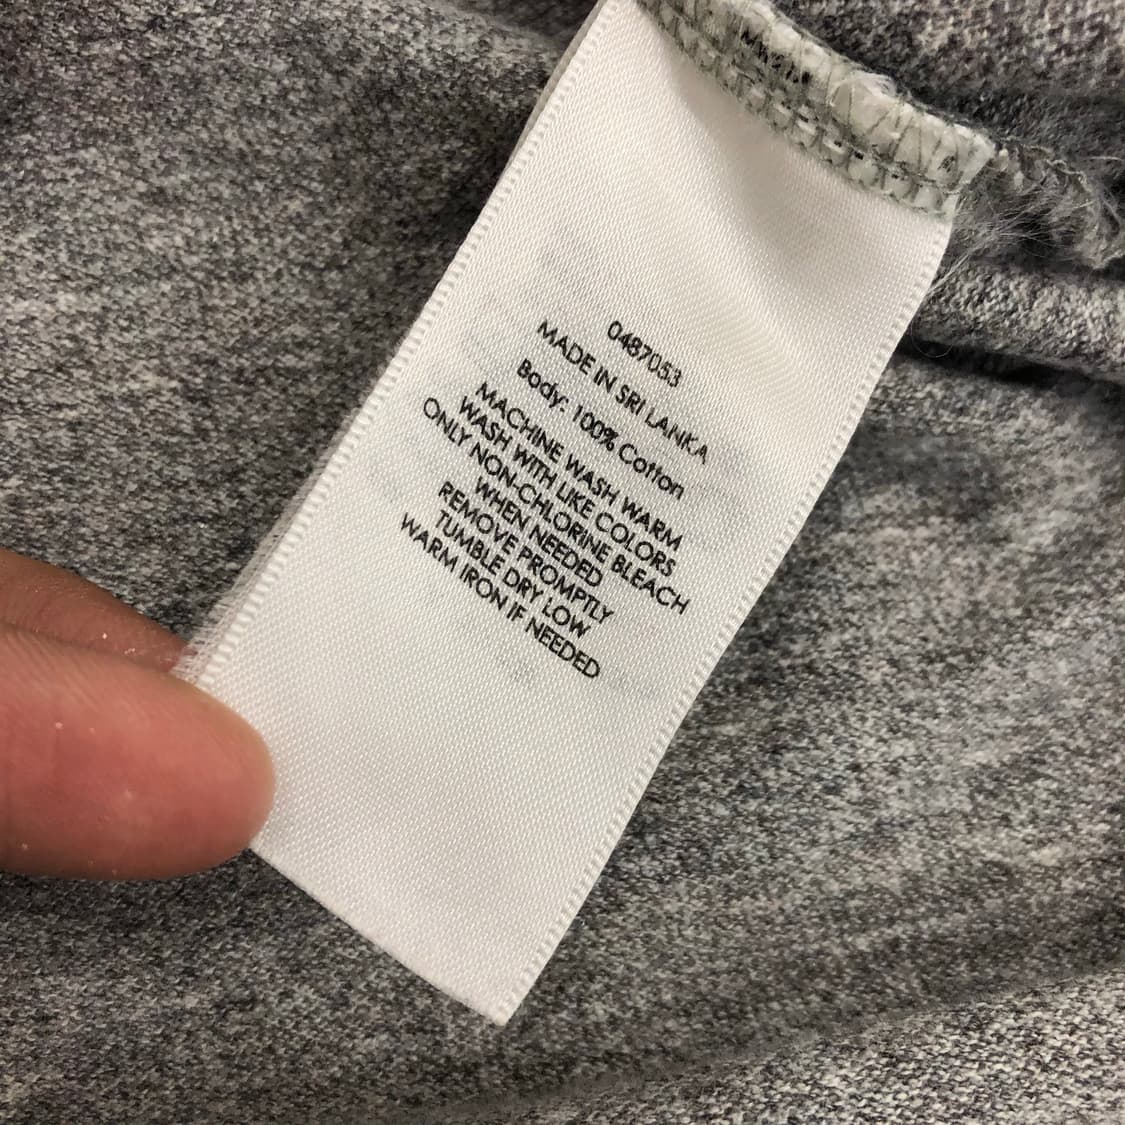 0487053
MADE IN SRI LANKA
Body: 100% Cotton
MACHINE WASH WARM
WASH WITH LIKE COLORS
ONLY NON-CHLORINE BLEACH
WHEN NEEDED
REMOVE PROMPTLY
TUMBLE DRY LOW
WARM IRON IF NEEDED